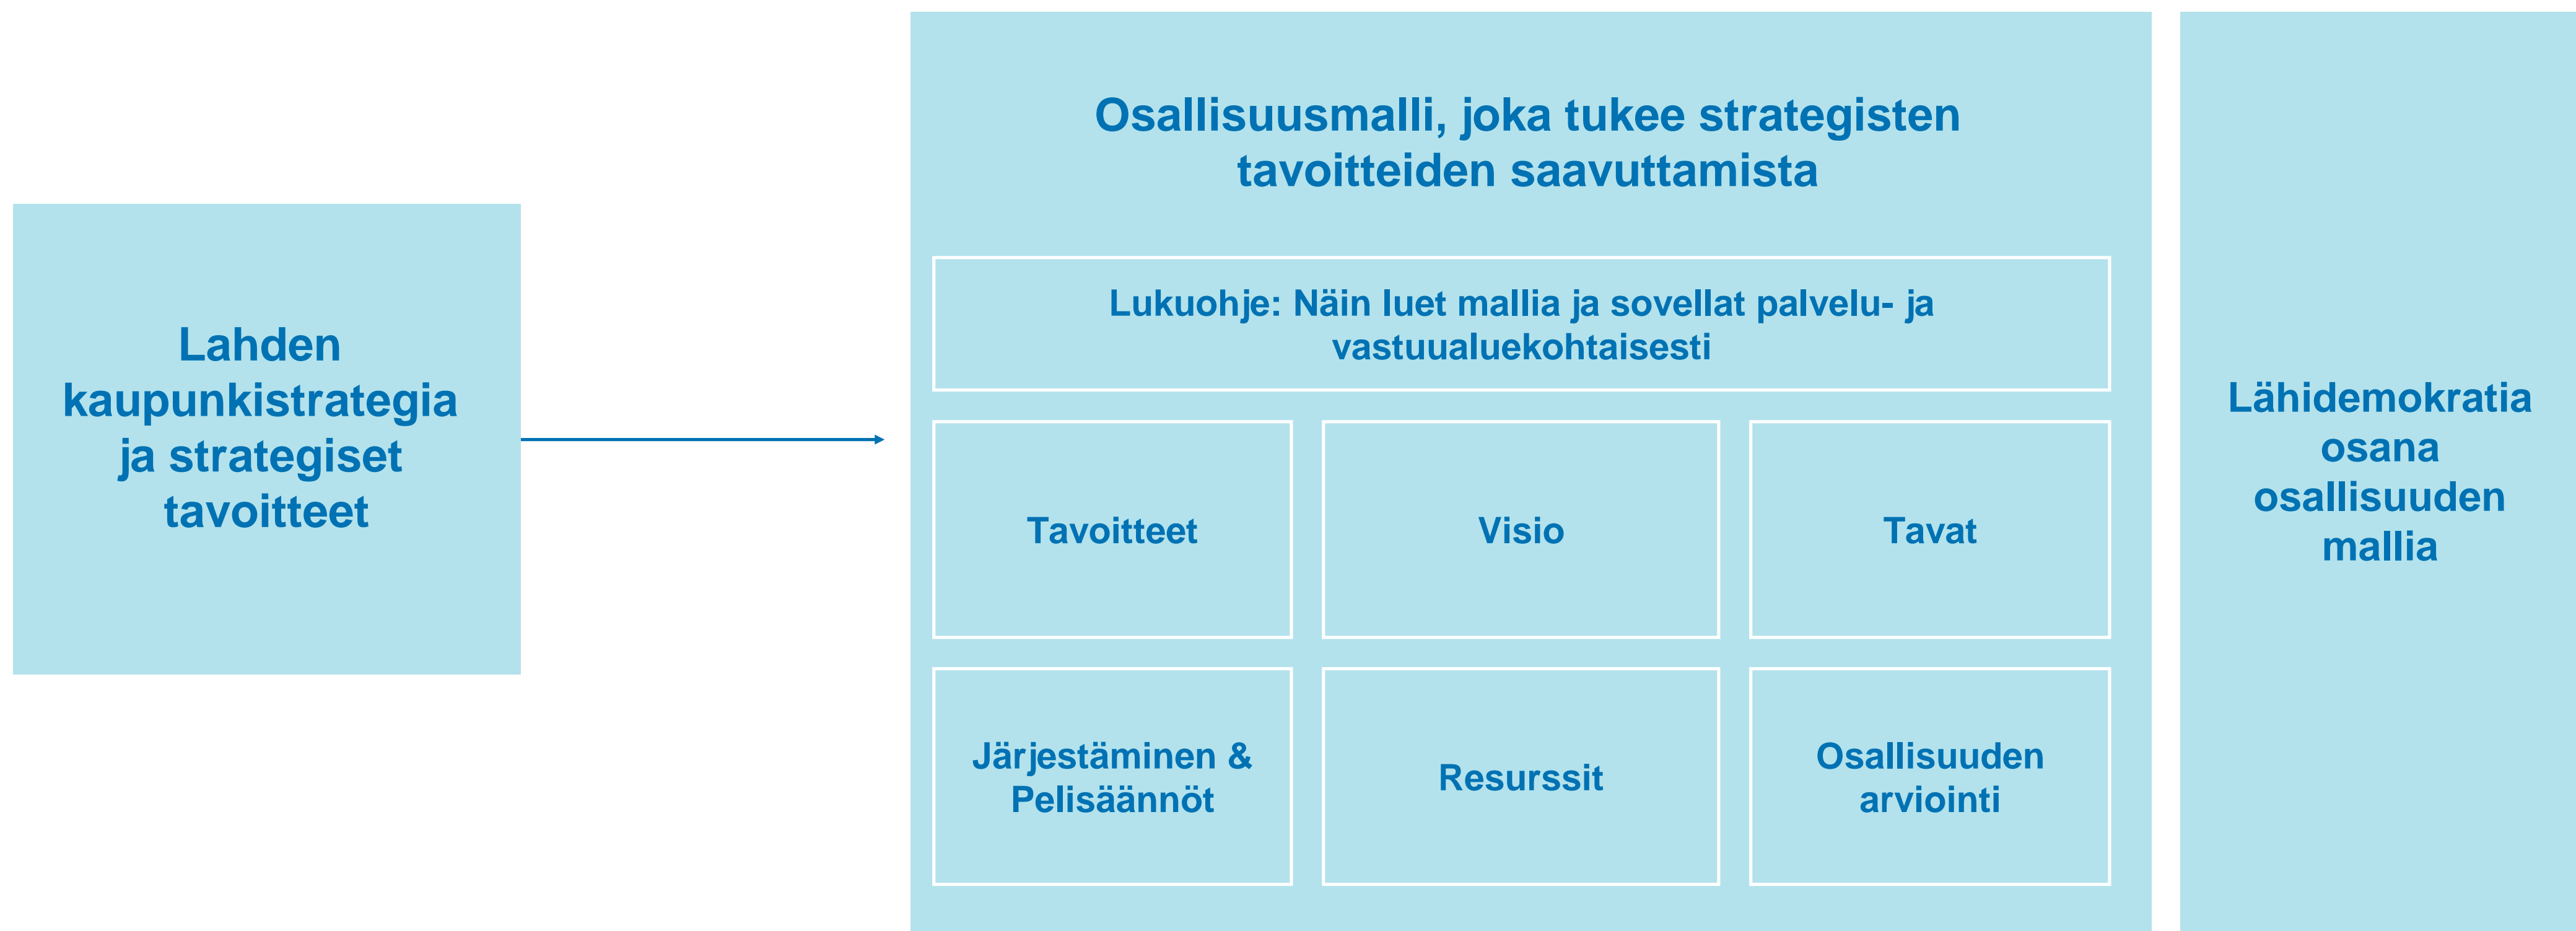 Lahden
kaupunkistrategia
ja strategiset
tavoitteet
Osallisuusmalli, joka tukee strategisten
tavoitteiden saavuttamista
Lukuohje: Näin luet mallia ja sovellat palvelu- ja
vastuualuekohtaisesti
Tavoitteet
Visio
Tavat
Järjestäminen &
Pelisäännöt
Resurssit
Osallisuuden
arviointi
Lähidemokratia
osana
osallisuuden
mallia